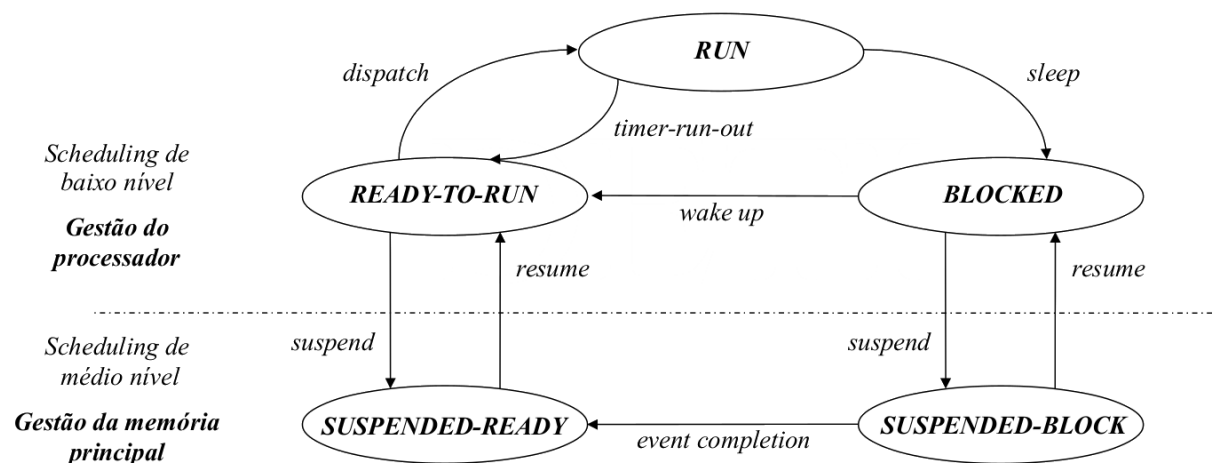 RUN
dispatch
sleep
timer-run-out
Scheduling de
baixo nível
READY-TO-RUN
BLOCKED
wake up
Gestão do
processador
resume
resume
suspend
suspend
Scheduling de
médio nível
Gestão da memória
principal
SUSPENDED-READY
SUSPENDED-BLOCK
event completion